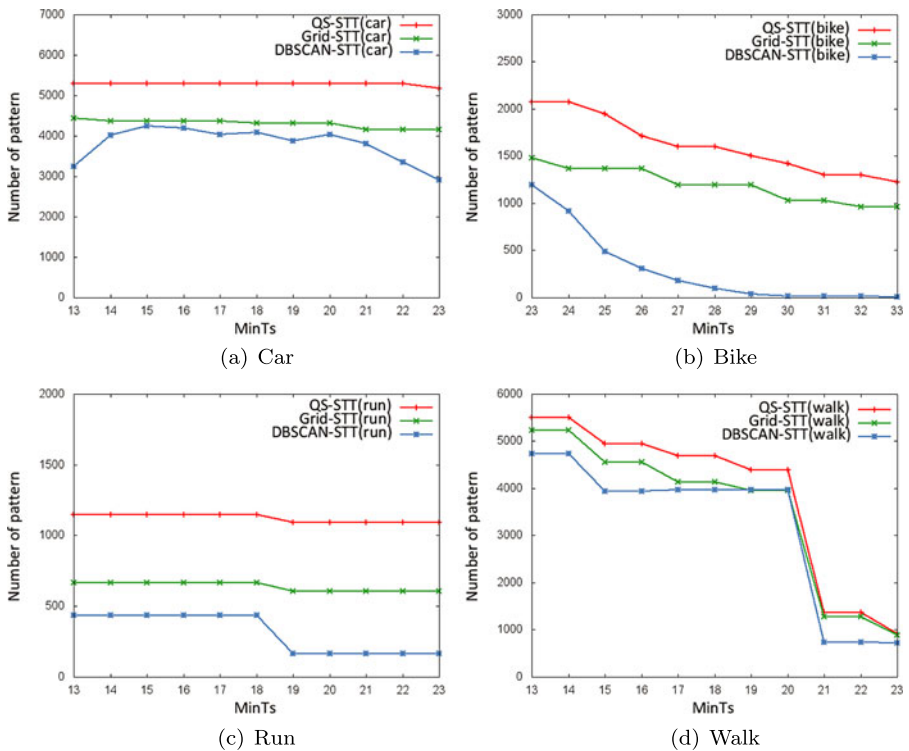 7000
6000
5000
4000
3000
2000
1000
0
Number of pattern
QS-STT(car)
Grid-STT(car)
DBSCAN-STT(car)
13 14 15 16 17 18 19 20 21 22 23
MinTs
(a) Car
3000
2500
2000
1500
1000
500
0
Number of pattern
QS-STT(bike)
Grid-STT(bike)
DBSCAN-STT(bike)
23 24 25 26 27 28 29 30 31 32 33
MinTs
(b) Bike
2000
1500
1000
500
0
Number of pattern
QS-STT(run)
Grid-STT(run)
DBSCAN-STT(run)
13 14 15 16 17 18 19 20 21 22 23
MinTs
(c) Run
6000
5000
4000
3000
2000
1000
0
Number of pattern
QS-STT(walk)
Grid-STT(walk)
DBSCAN-STT(walk)
13 14 15 16 17 18 19 20 21 22 23
MinTs
(d) Walk